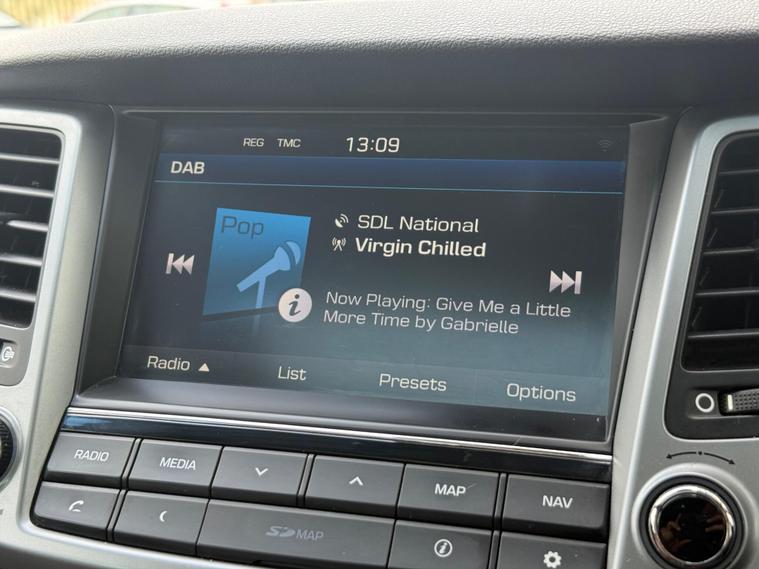 REG TMC 13:09
DAB
Pop
SDL National
Virgin Chilled
Now Playing: Give Me a Little
More Time by Gabrielle
Radio ▲ List Presets Options
RADIO MEDIA MAP NAV
SD MAP